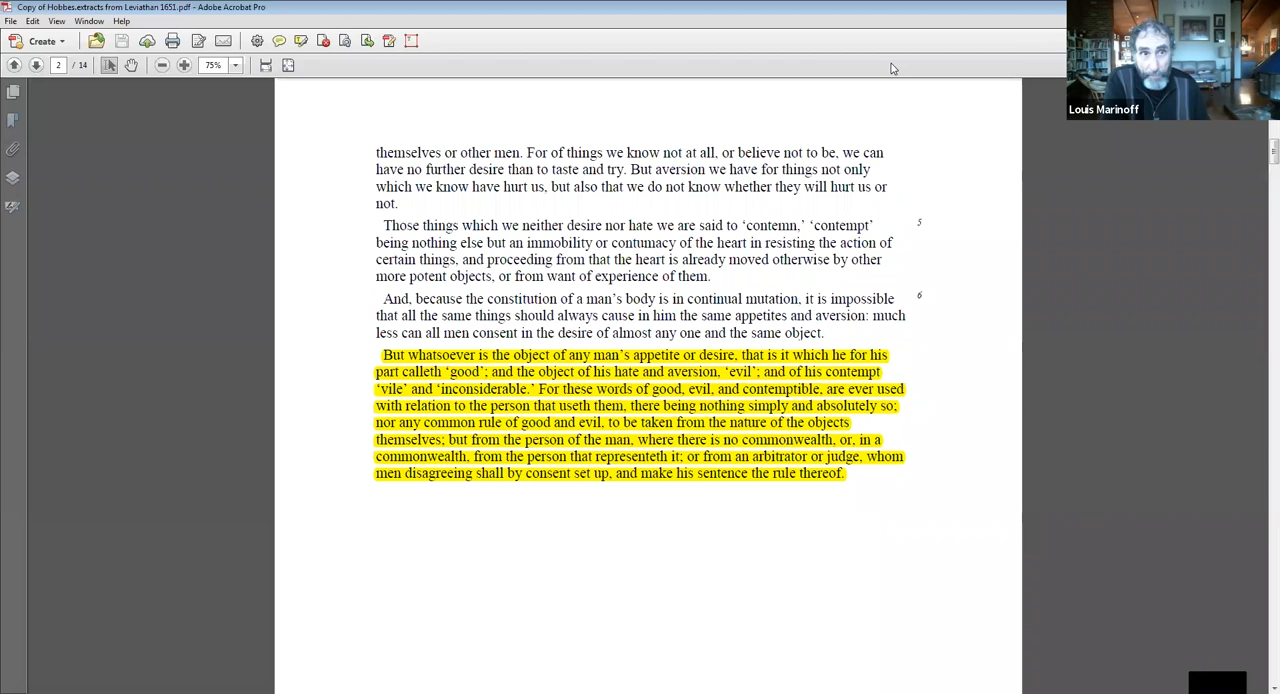 Copy of Hobbes.extracts from Leviathan 1651.pdf - Adobe Acrobat Pro
File Edit View Window Help
Create
2 / 14 75%
Louis Marinoff
themselves or other men. For of things we know not at all, or believe not to be, we can
have no further desire than to taste and try. But aversion we have for things not only
which we know have hurt us, but also that we do not know whether they will hurt us or
not.
Those things which we neither desire nor hate we are said to ‘contemn,’ ‘contempt’ 5
being nothing else but an immobility or contumacy of the heart in resisting the action of
certain things, and proceeding from that the heart is already moved otherwise by other
more potent objects, or from want of experience of them.
And, because the constitution of a man’s body is in continual mutation, it is impossible 6
that all the same things should always cause in him the same appetites and aversion: much
less can all men consent in the desire of almost any one and the same object.
But whatsoever is the object of any man’s appetite or desire, that is it which he for his
part calleth ‘good’; and the object of his hate and aversion, ‘evil’; and of his contempt
‘vile’ and ‘inconsiderable.’ For these words of good, evil, and contemptible, are ever used
with relation to the person that useth them, there being nothing simply and absolutely so;
nor any common rule of good and evil, to be taken from the nature of the objects
themselves; but from the person of the man, where there is no commonwealth, or, in a
commonwealth, from the person that representeth it; or from an arbitrator or judge, whom
men disagreeing shall by consent set up, and make his sentence the rule thereof.